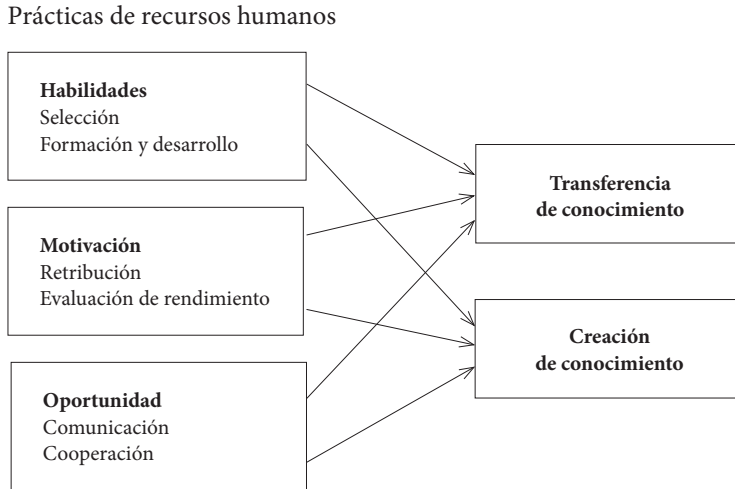 Prácticas de recursos humanos
Habilidades
Selección
Formación y desarrollo
Motivación
Retribución
Evaluación de rendimiento
Oportunidad
Comunicación
Cooperación
Transferencia
de conocimiento
Creación
de conocimiento